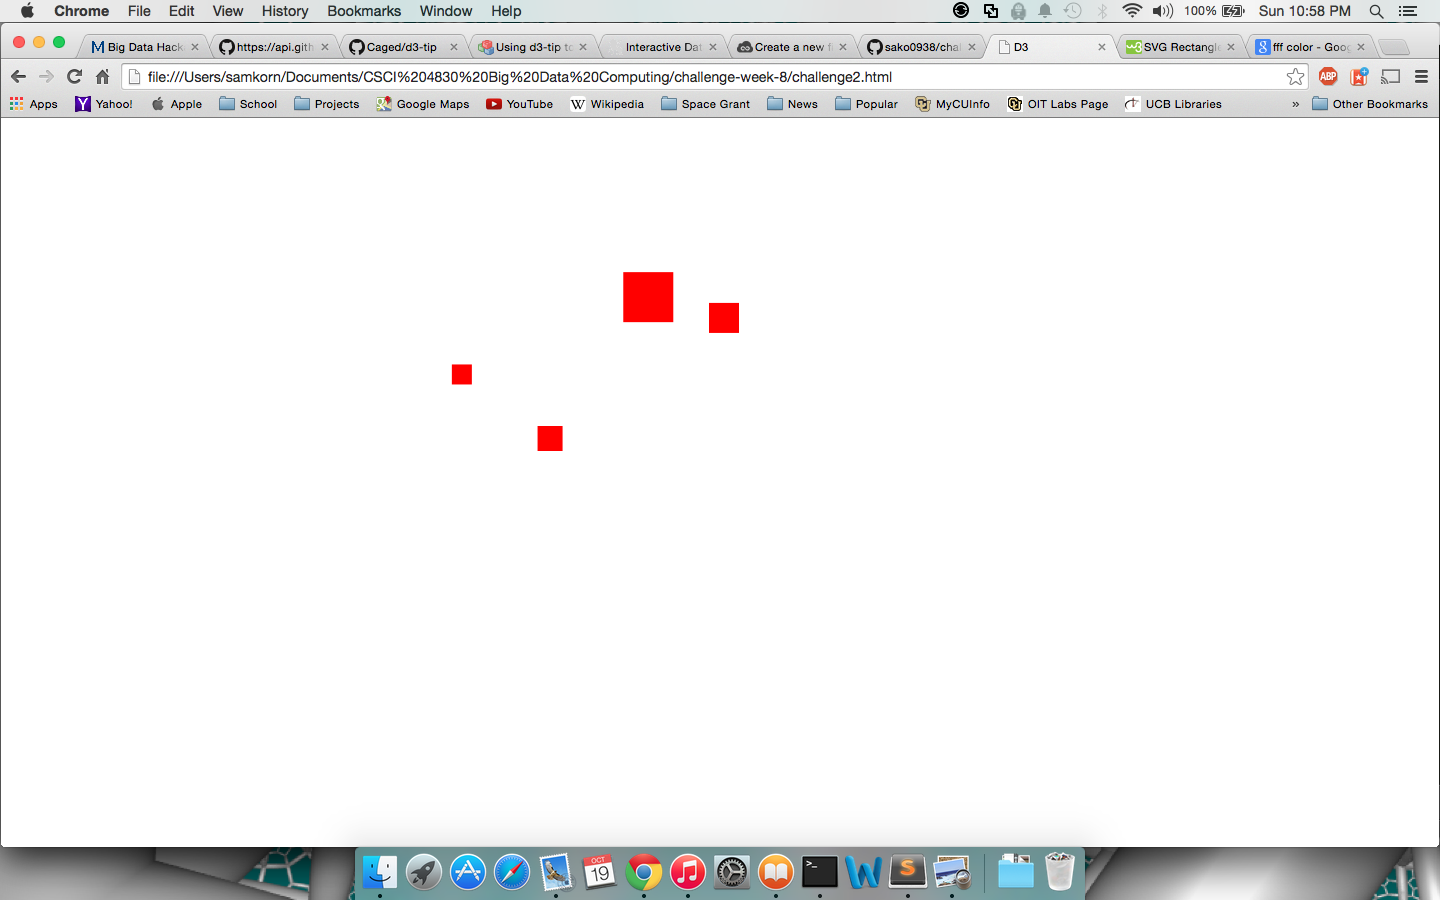 Chrome File Edit View History Bookmarks Window Help 100% Sun 10:58 PM
Big Data Hack https://api.gith Caged/d3-tip Using d3-tip to Interactive Dat Create a new f sako0938/chal D3 SVG Rectangle fff color - Goog
file:///Users/samkorn/Documents/CSCI%204830%20Big%20Data%20Computing/challenge-week-8/challenge2.html ABP
Apps Yahoo! Apple School Projects Google Maps YouTube Wikipedia Space Grant News Popular MyCUInfo OIT Labs Page UCB Libraries » Other Bookmarks
OCT
19